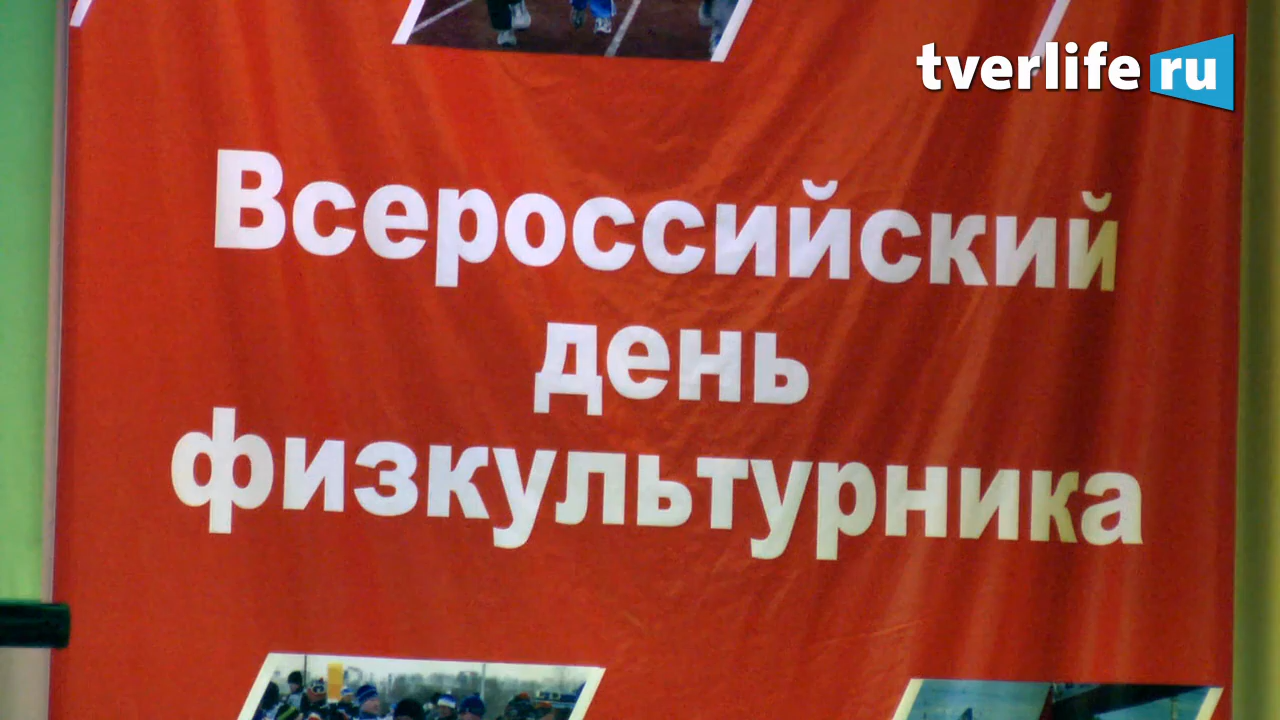 tverlife ru
Всероссийский
день
физкультурника